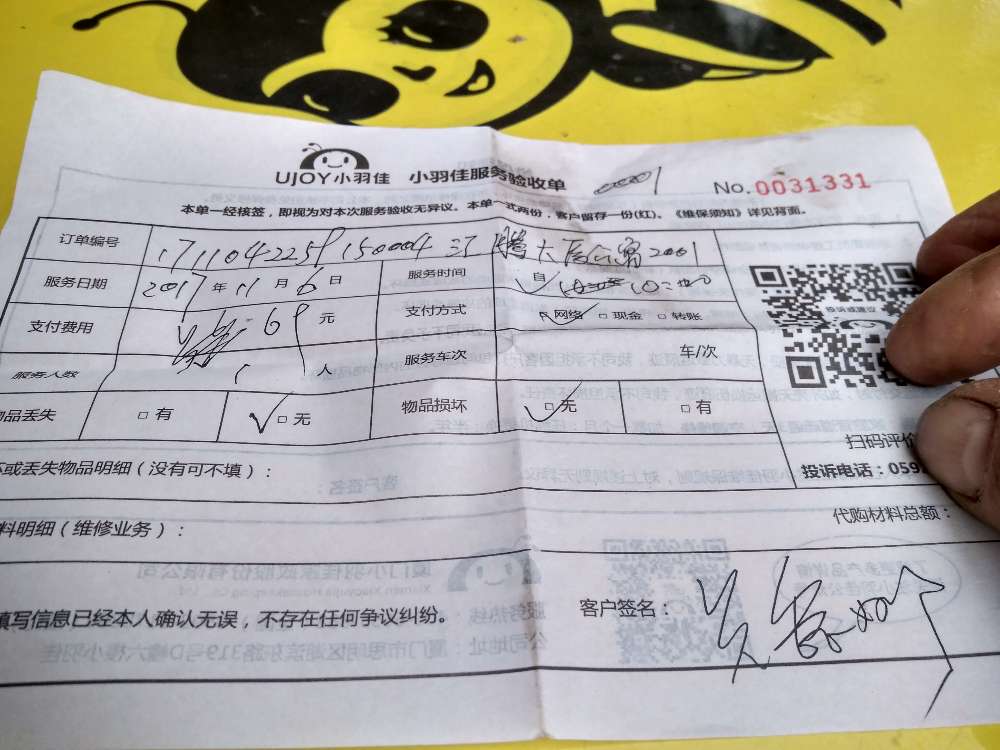 UJOY小羽佳 小羽佳服务验收单 No.0031331
本单一经核签，即视为对本次服务验收无异议。本单一式两份，客户留存一份(红)。《维保须知》详见背面。
订单编号 2001
服务日期 2017 年 11 月 6 日 服务时间 自
支付费用 69 元 支付方式 网络 □ 现金 □ 转账
服务人数 1 人 服务车次 车/次
物品丢失 □ 有 □ 无 物品损坏 □ 无 □ 有
投诉或建议
扫码评价
投诉电话：059
坏或丢失物品明细（没有可不填）：
料明细（维修业务）： 代购材料总额：
填写信息已经本人确认无误，不存在任何争议纠纷。
客户签名：